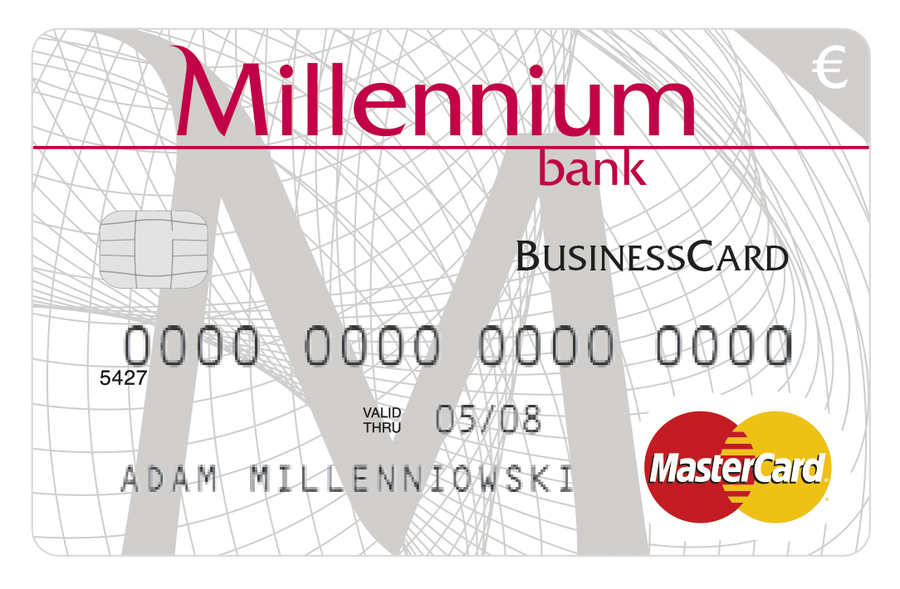 €
Millennium
bank
BUSINESSCARD
0000 0000 0000 0000
5427
VALID THRU 05/08
ADAM MILLENNIOWSKI
MasterCard